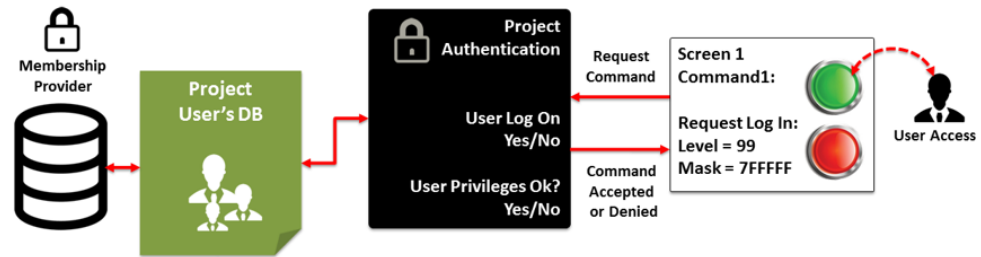 Membership
Provider
Project
User's DB
Project
Authentication
User Log On
Yes/No
User Privileges Ok?
Yes/No
Request
Command
Command
Accepted
or Denied
Screen 1
Command1:
Request Log In:
Level = 99
Mask = 7FFFFF
User Access